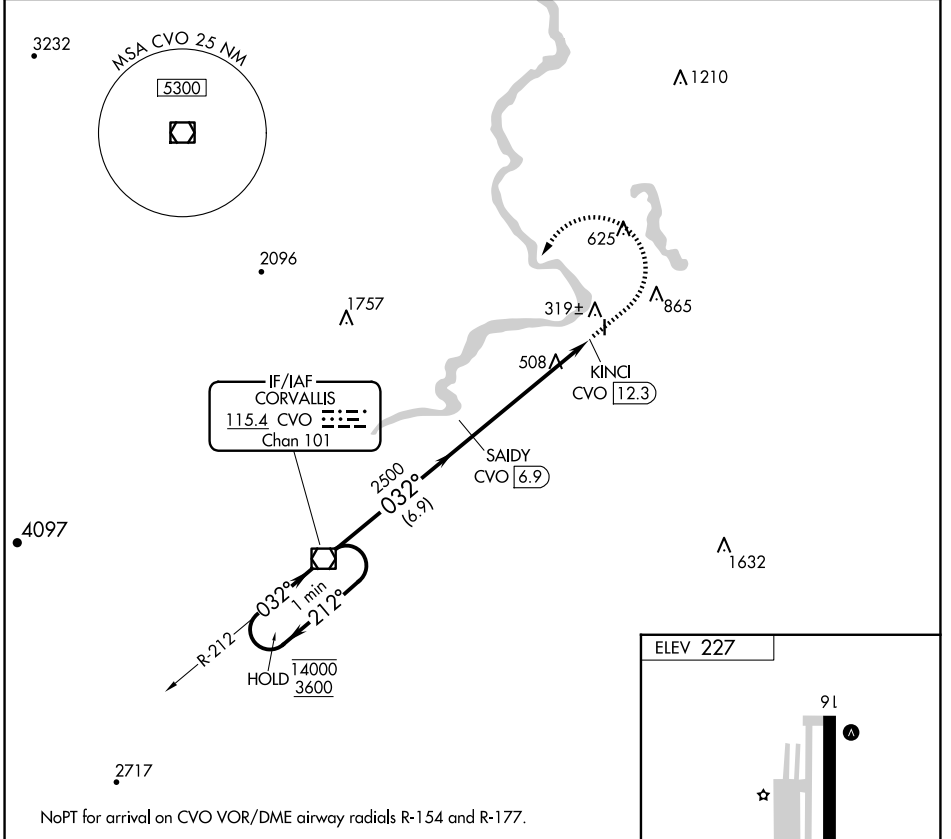 3232
MSA CVO 25 NM
5300
1210
2096
1757
625
865
319±
508
KINCI
CVO 12.3
IF/IAF
CORVALLIS
115.4 CVO
Chan 101
SAIDY
CVO 6.9
2500
032°
(6.9)
4097
1632
032°
1 min
212°
R-212
HOLD 14000
3600
2717
ELEV 227
16
V
NoPT for arrival on CVO VOR/DME airway radials R-154 and R-177.